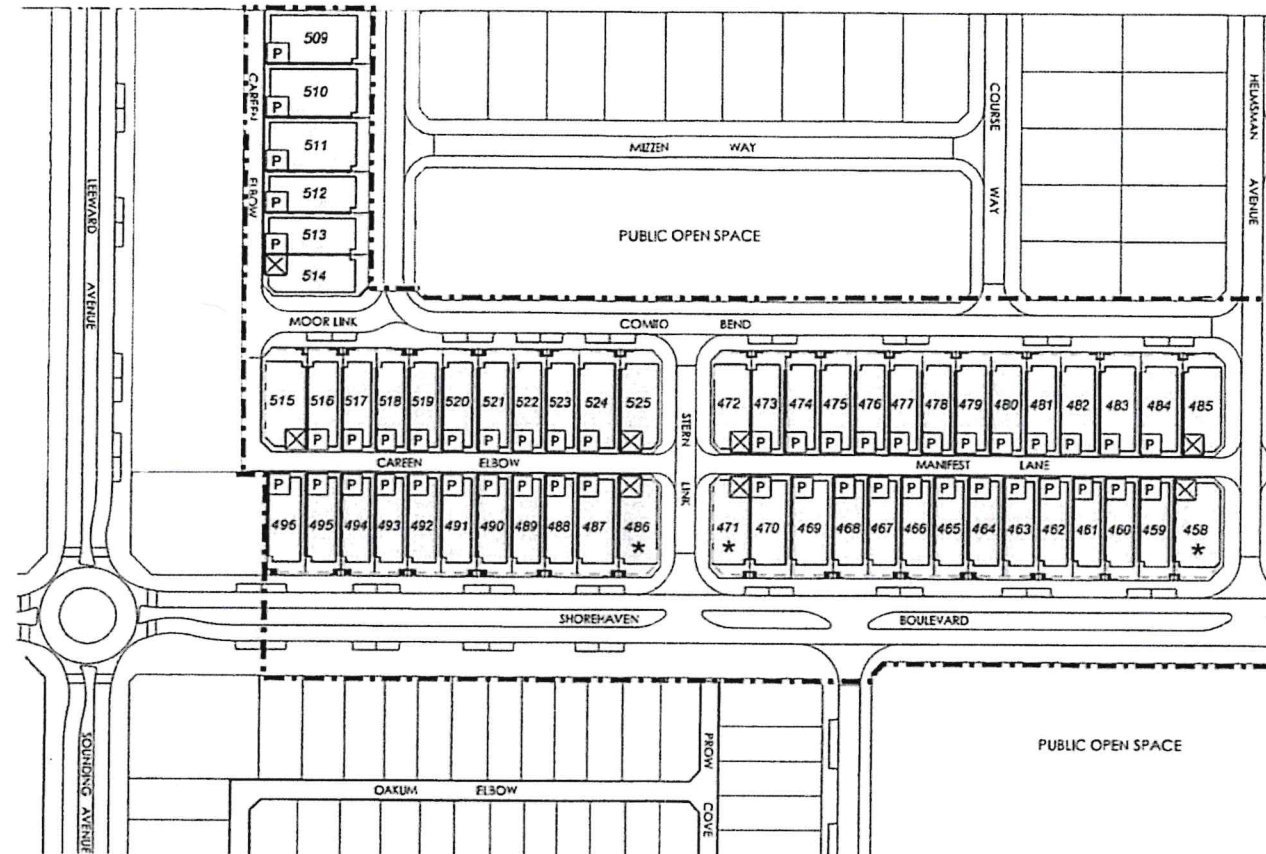 509
P
510
P
511
P
512
P
513
P
514
CAREEN ELBOW
LEEWARD AVENUE
MIZZEN WAY
COURSE WAY
HELMSMAN AVENUE
PUBLIC OPEN SPACE
MOOR LINK
COMITO BEND
515 516 517 518 519 520 521 522 523 524 525
P P P P P P P P P
STERN LINK
472 473 474 475 476 477 478 479 480 481 482 483 484 485
P P P P P P P P P P P P
CAREEN ELBOW
MANIFEST LANE
P P P P P P P P P P
496 495 494 493 492 491 490 489 488 487 486
*
P P P P P P P P P P P P
471 470 469 468 467 466 465 464 463 462 461 460 459 458
* *
SHOREHAVEN BOULEVARD
SOUNDING AVENUE
PROW COVE
PUBLIC OPEN SPACE
OAKUM ELBOW